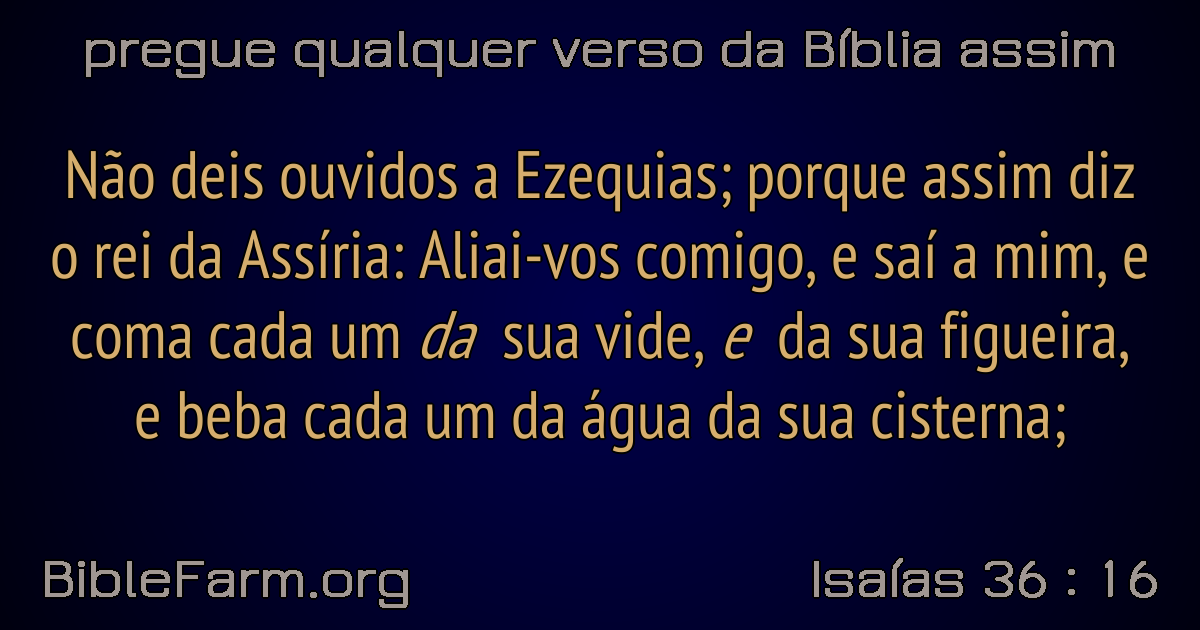 pregue qualquer verso da Bíblia assim
Não deis ouvidos a Ezequias; porque assim diz
o rei da Assíria: Aliai-vos comigo, e saí a mim, e
coma cada um da sua vide, e da sua figueira,
e beba cada um da água da sua cisterna;
BibleFarm.org
Isaías 36 : 16